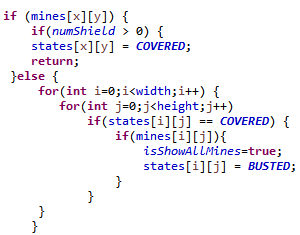 if (mines[x][y]) {
    if(numShield > 0) {
    states[x][y] = COVERED;
    return;
 }else {
     for(int i=0;i<width;i++) {
        for(int j=0;j<height;j++)
            if(states[i][j] == COVERED) {
                if(mines[i][j]){
                    isShowAllMines=true;
                    states[i][j] = BUSTED;
                }
            }
     }
    }